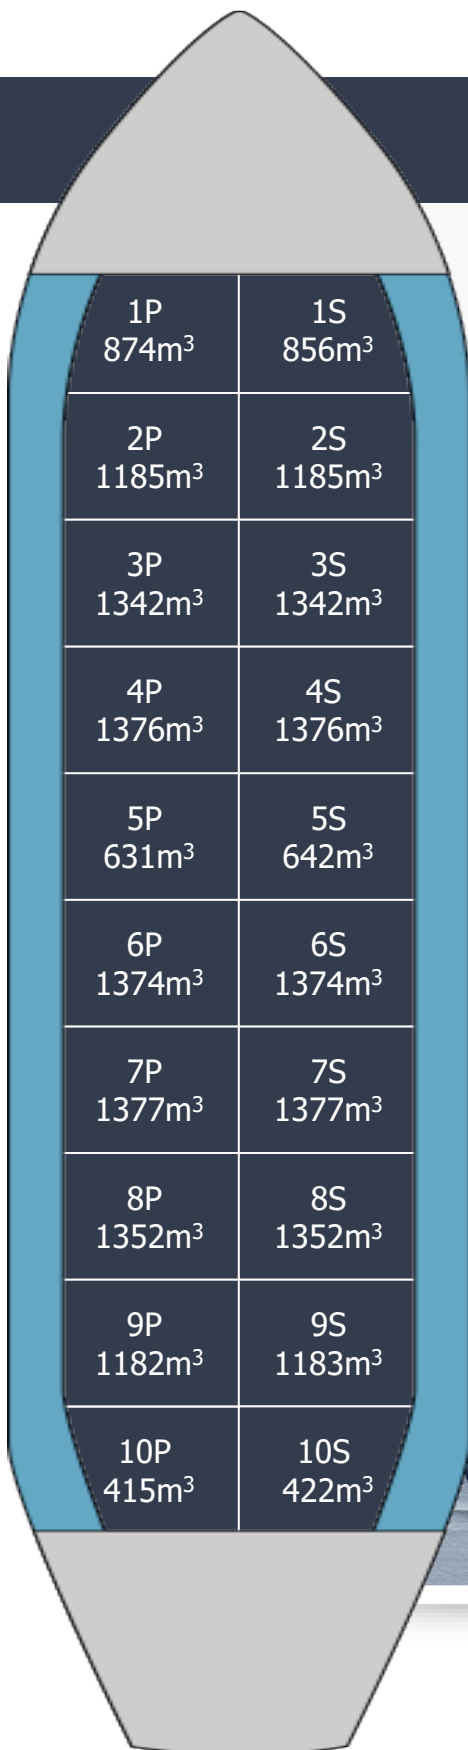 1P
874m³
1S
856m³
2P
1185m³
2S
1185m³
3P
1342m³
3S
1342m³
4P
1376m³
4S
1376m³
5P
631m³
5S
642m³
6P
1374m³
6S
1374m³
7P
1377m³
7S
1377m³
8P
1352m³
8S
1352m³
9P
1182m³
9S
1183m³
10P
415m³
10S
422m³